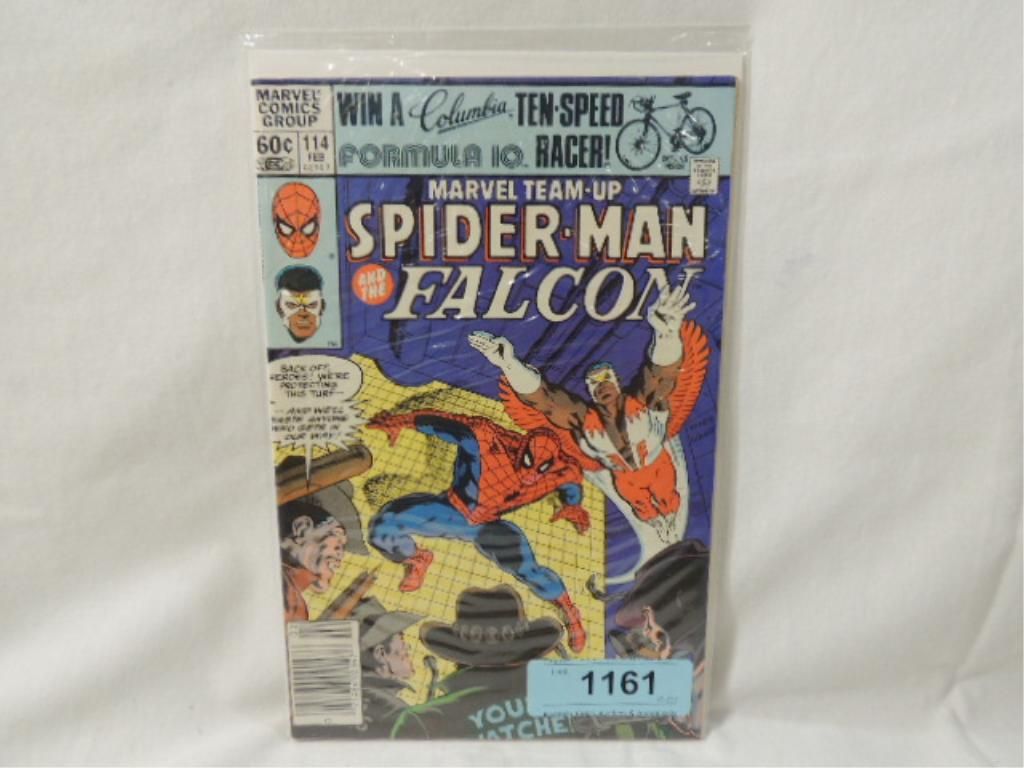 MARVEL
COMICS
GROUP
60¢ 114
FEB
WIN A Columbia TEN-SPEED
FORMULA 10 RACER!
MARVEL TEAM-UP
SPIDER-MAN
AND THE
FALCON
BACK OFF,
HEROES! WE'RE
PROTECTING
THIS TURF--
--AND WE'LL
WASTE ANYONE
WHO GETS IN
OUR WAY!
1161
YOU